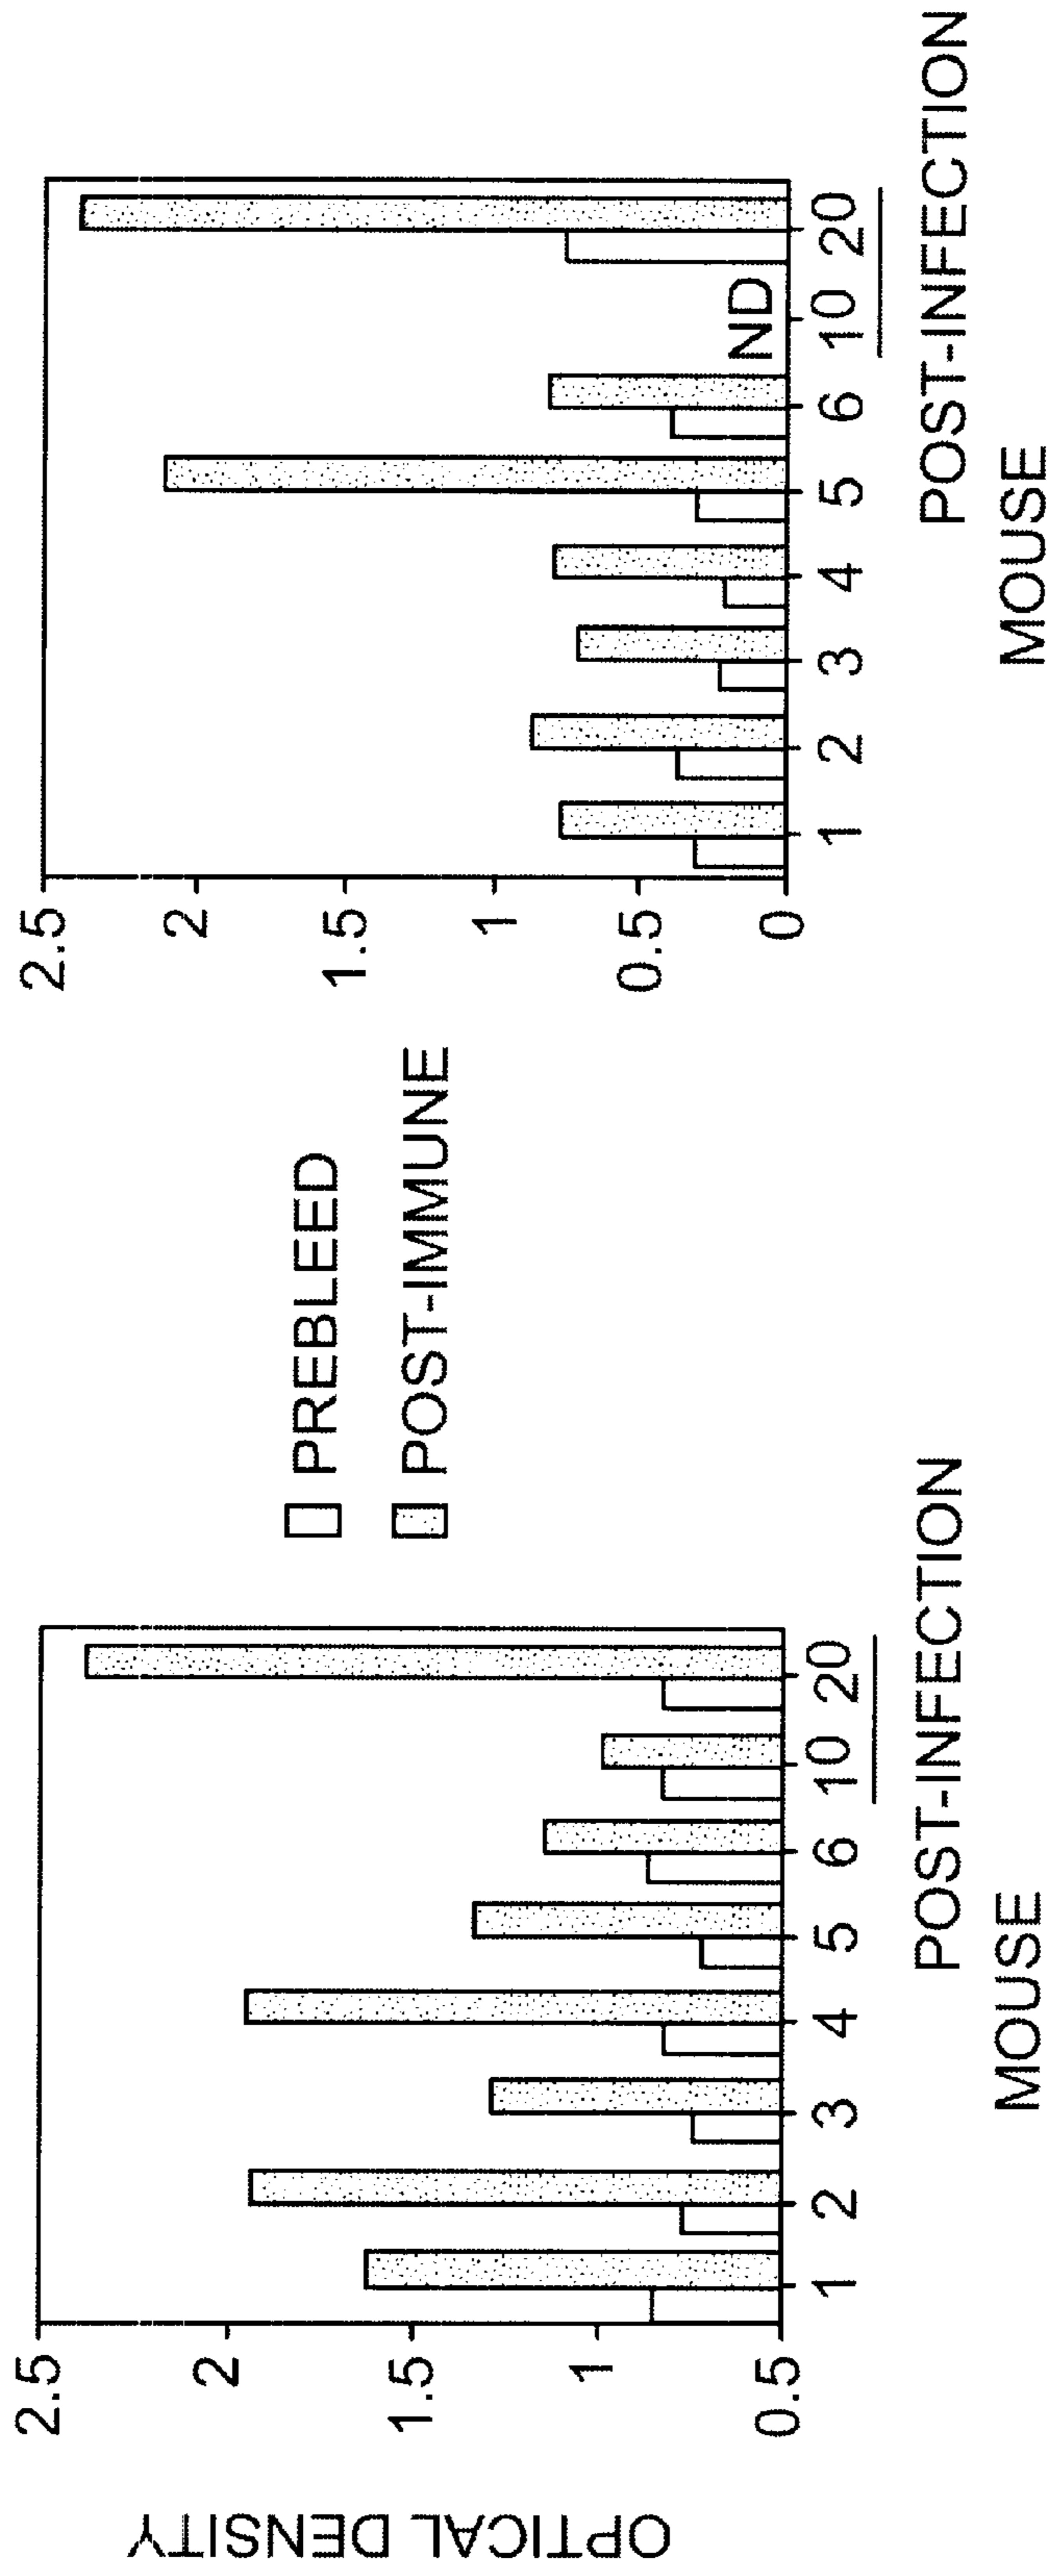 OPTICAL DENSITY
2.5
2
1.5
1
0.5
1 2 3 4 5 6 10 20
POST-INFECTION
MOUSE
PREBLEED
POST-IMMUNE
2.5
2
1.5
1
0.5
0
ND
1 2 3 4 5 6 10 20
POST-INFECTION
MOUSE